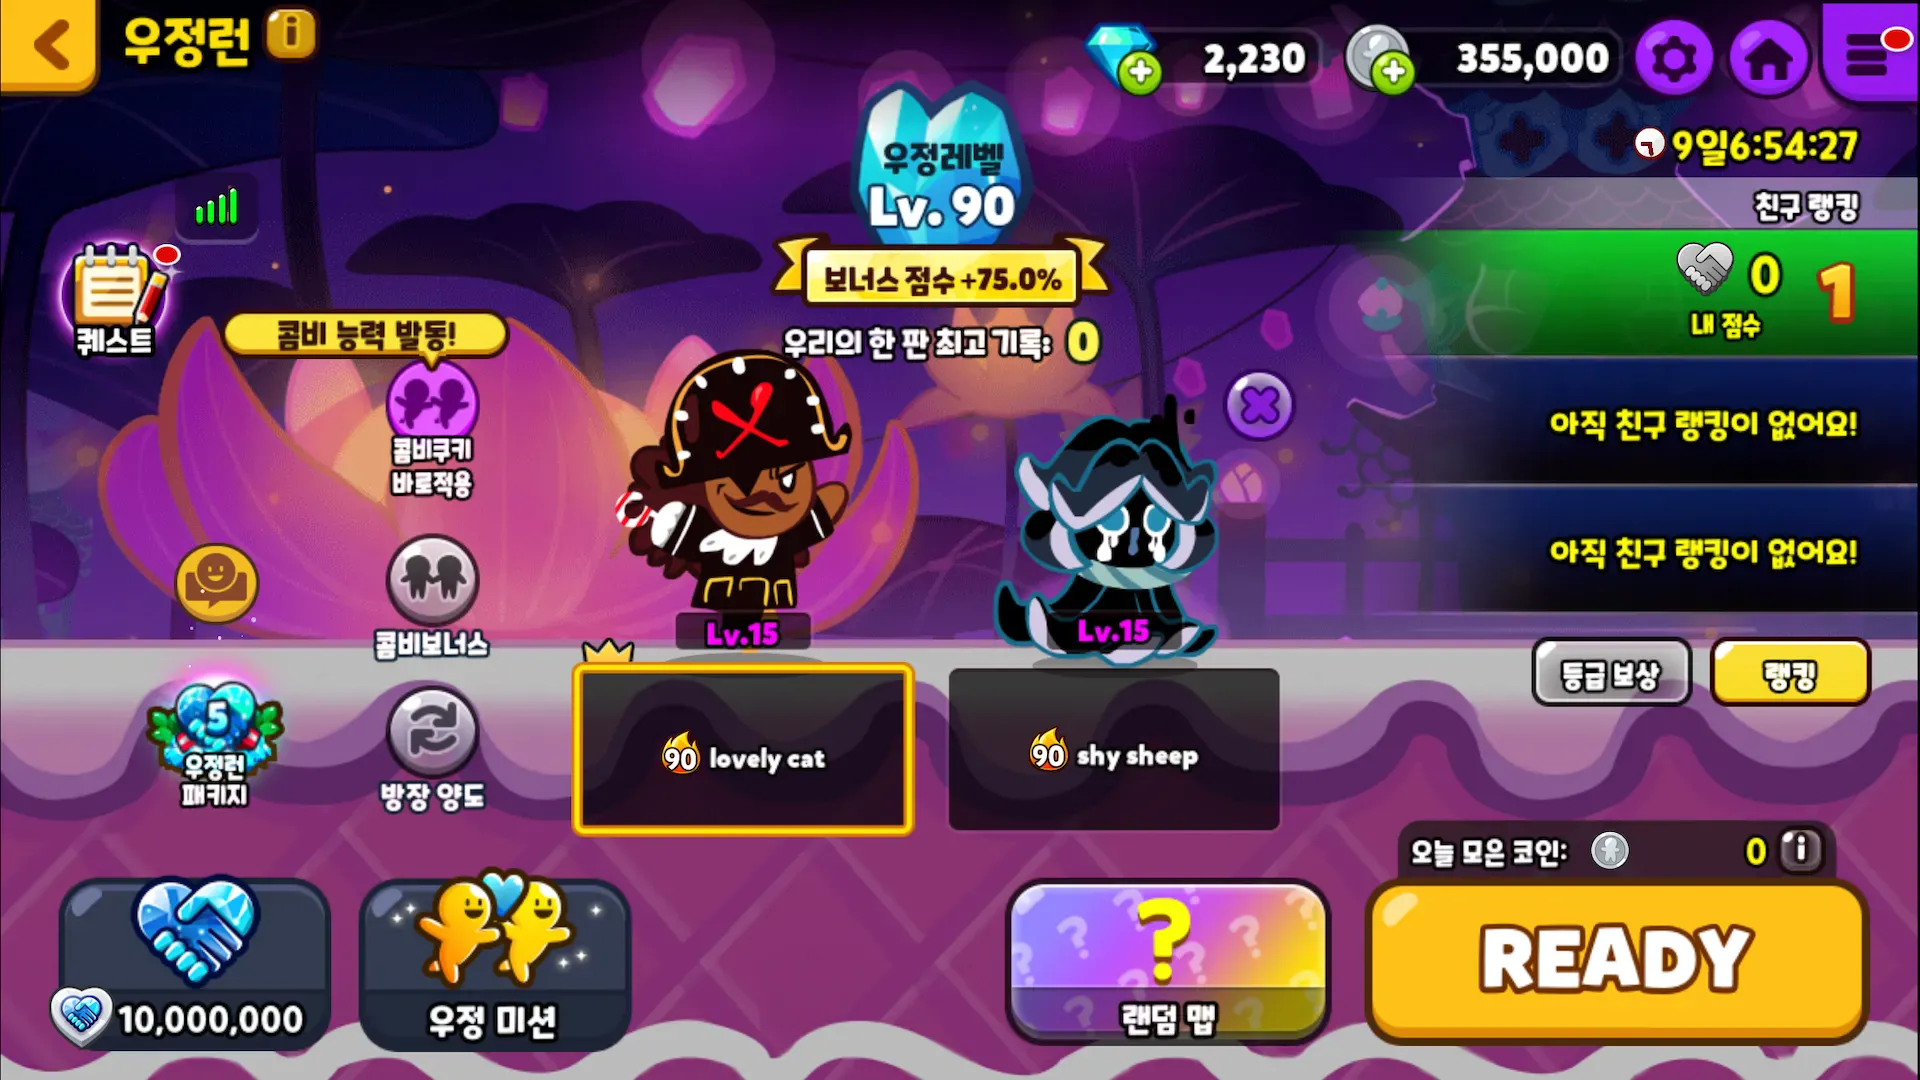 우정런
2,230
355,000
우정레벨
Lv. 90
보너스 점수 +75.0%
우리의 한 판 최고 기록: 0
9일6:54:27
친구 랭킹
0
1
내 점수
아직 친구 랭킹이 없어요!
아직 친구 랭킹이 없어요!
퀘스트
콤비 능력 발동!
콤비쿠키
바로적용
콤비보너스
5
우정런
패키지
방장 양도
Lv.15
Lv.15
90 lovely cat
90 shy sheep
등급 보상
랭킹
오늘 모은 코인: 0
10,000,000
우정 미션
?
랜덤 맵
READY